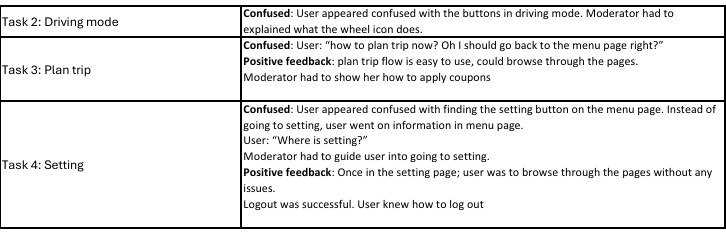 Task 2: Driving mode
Confused: User appeared confused with the buttons in driving mode. Moderator had to
explained what the wheel icon does.
Task 3: Plan trip
Confused: User: “how to plan trip now? Oh I should go back to the menu page right?”
Positive feedback: plan trip flow is easy to use, could browse through the pages.
Moderator had to show her how to apply coupons
Task 4: Setting
Confused: User appeared confused with finding the setting button on the menu page. Instead of
going to setting, user went on information in menu page.
User: “Where is setting?”
Moderator had to guide user into going to setting.
Positive feedback: Once in the setting page; user was to browse through the pages without any
issues.
Logout was successful. User knew how to log out